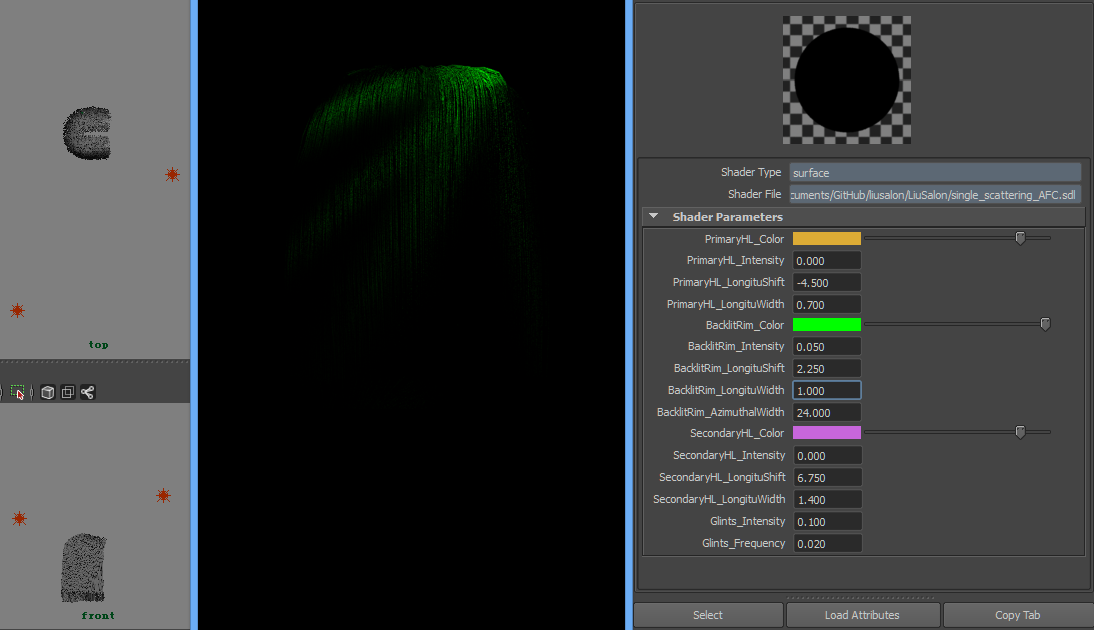 top
front
Shader Type surface
Shader File :uments/GitHub/liusalon/LiuSalon/single_scattering_AFC.sdl
Shader Parameters
PrimaryHL_Color
PrimaryHL_Intensity 0.000
PrimaryHL_LongituShift -4.500
PrimaryHL_LongituWidth 0.700
BacklitRim_Color
BacklitRim_Intensity 0.050
BacklitRim_LongituShift 2.250
BacklitRim_LongituWidth 1.000
BacklitRim_AzimuthalWidth 24.000
SecondaryHL_Color
SecondaryHL_Intensity 0.000
SecondaryHL_LongituShift 6.750
SecondaryHL_LongituWidth 1.400
Glints_Intensity 0.100
Glints_Frequency 0.020
Select Load Attributes Copy Tab